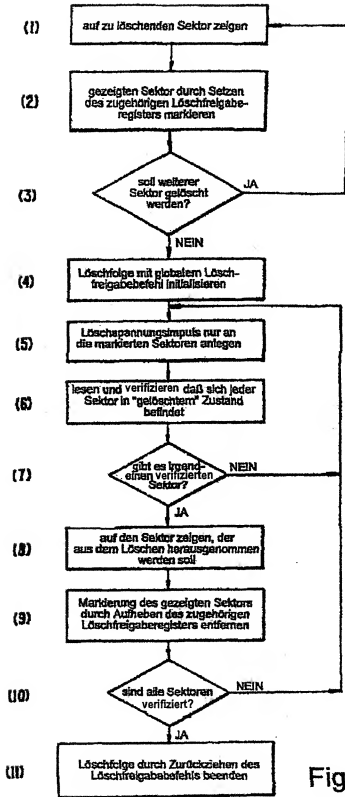 (1)
auf zu löschenden Sektor zeigen
(2)
gezeigten Sektor durch Setzen
des zugehörigen Löschfreigabe-
registers markieren
(3)
soll weiterer
Sektor gelöscht
werden?
JA
NEIN
(4)
Löschfolge mit globalem Lösch-
freigabebefehl initialisieren
(5)
Löschspannungsimpuls nur an
die markierten Sektoren anlegen
(6)
lesen und verifizieren daß sich jeder
Sektor in "gelöschtem" Zustand
befindet
(7)
gibt es irgend-
einen verifizierten
Sektor?
NEIN
JA
(8)
auf den Sektor zeigen, der
aus dem Löschen herausgenommen
werden soll
(9)
Markierung des gezeigten Sektors
durch Aufheben des zugehörigen
Löschfreigaberegisters entfernen
(10)
sind alle Sektoren
verifiziert?
NEIN
JA
(11)
Löschfolge durch Zurückziehen des
Löschfreigabebefehls beenden
Fig